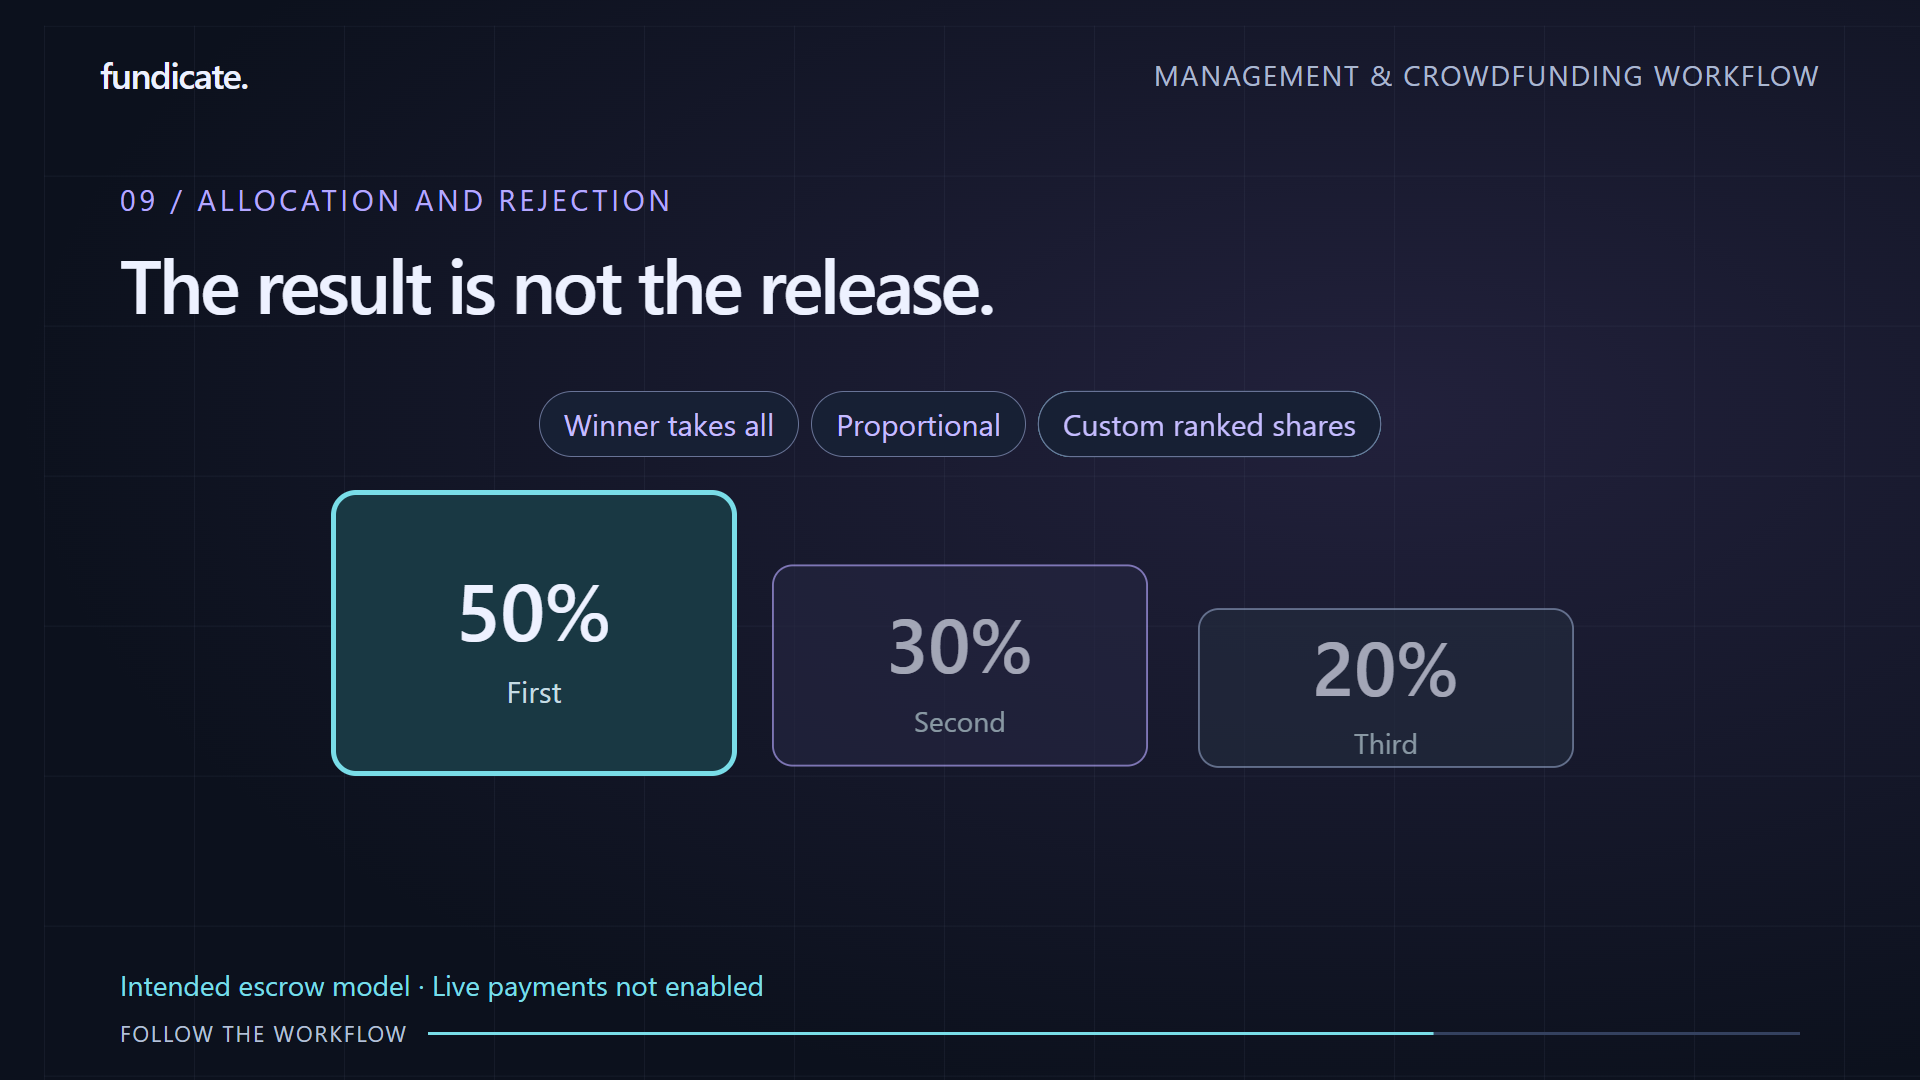 fundicate.
MANAGEMENT & CROWDFUNDING WORKFLOW
09 / ALLOCATION AND REJECTION
The result is not the release.
Winner takes all
Proportional
Custom ranked shares
50%
First
30%
Second
20%
Third
Intended escrow model · Live payments not enabled
FOLLOW THE WORKFLOW